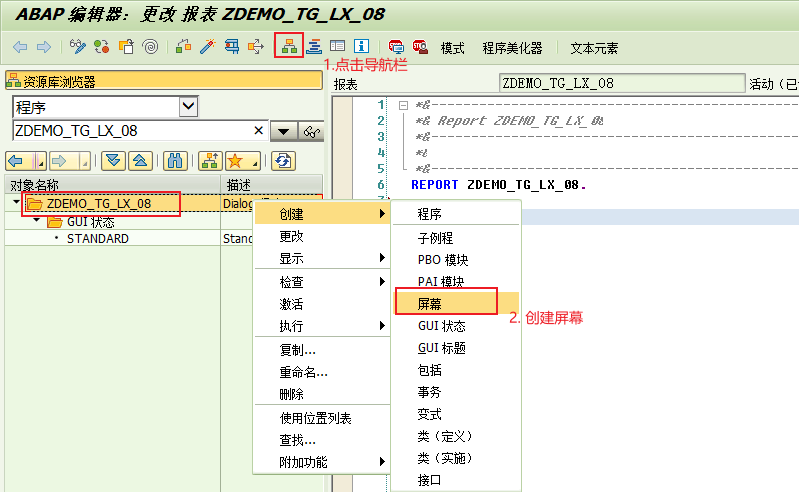 ABAP 编辑器: 更改 报表 ZDEMO_TG_LX_08
模式 程序美化器 文本元素
1.点击导航栏
资源库浏览器
报表 ZDEMO_TG_LX_08 活动（已
程序
ZDEMO_TG_LX_08
对象名称 描述
ZDEMO_TG_LX_08 Dialog
GUI 状态
STANDARD Stand
1 *&----------------------------------------
2 *& Report ZDEMO_TG_LX_08
3 *&----------------------------------------
4 *&
5 *&----------------------------------------
6 REPORT ZDEMO_TG_LX_08.
创建
更改
显示
检查
激活
执行
复制...
重命名...
删除
使用位置列表
查找...
附加功能
程序
子例程
PBO 模块
PAI 模块
屏幕
2. 创建屏幕
GUI 状态
GUI 标题
包括
事务
变式
类（定义）
类（实施）
接口